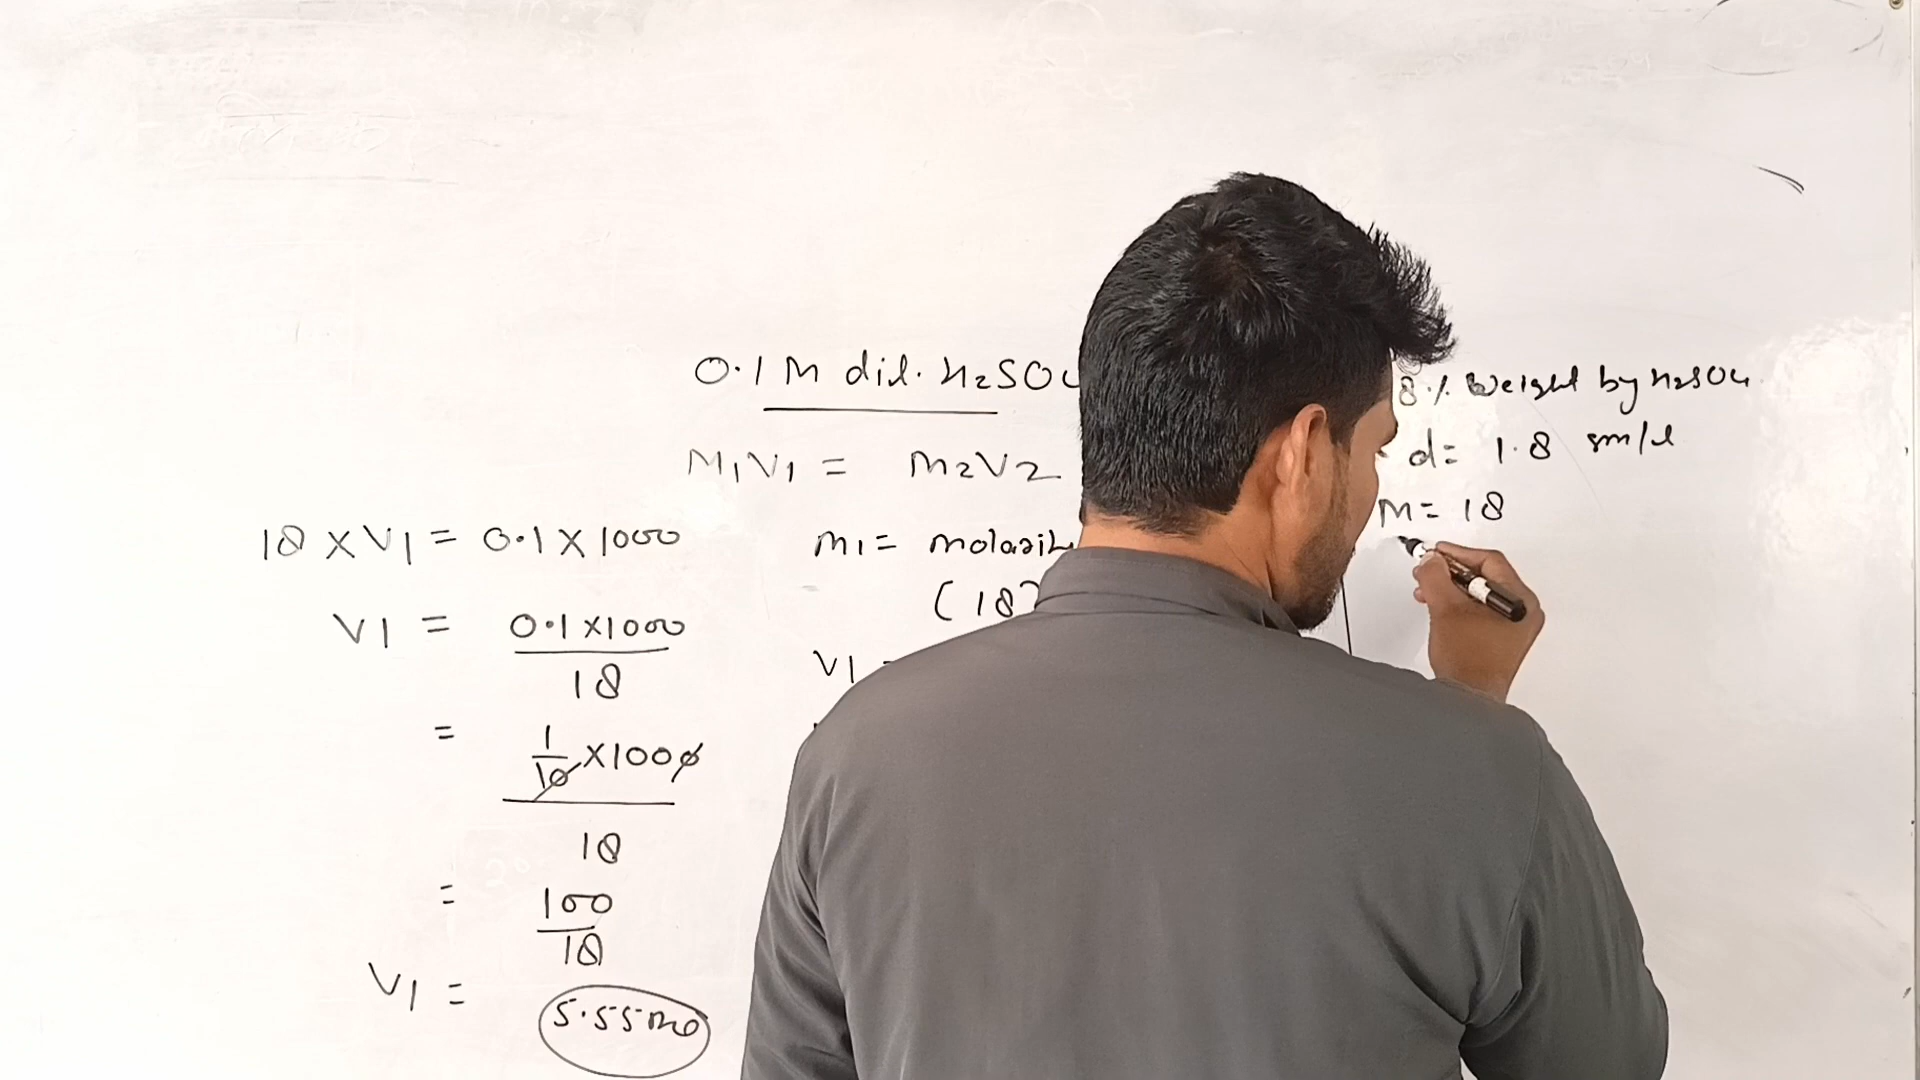 0.1 M dil. H2SO4
M1V1 = M2V2
18 X V1 = 0.1 X 1000
V1 = 0.1 X 1000
18
= 1/10 X 1000
18
= 100
18
V1 = 5.55 ml
m1 =
(18
V1
8 % Weight by H2SO4
d = 1.8 gm/l
M = 18